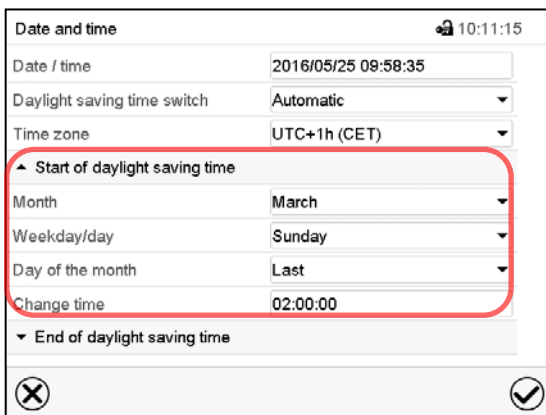 Date and time 10:11:15
Date / time 2016/05/25 09:58:35
Daylight saving time switch Automatic
Time zone UTC+1h (CET)
Start of daylight saving time
Month March
Weekday/day Sunday
Day of the month Last
Change time 02:00:00
End of daylight saving time